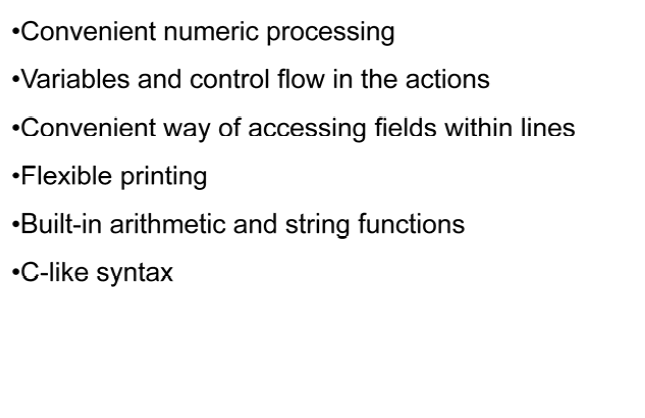 •Convenient numeric processing
•Variables and control flow in the actions
•Convenient way of accessing fields within lines
•Flexible printing
•Built-in arithmetic and string functions
•C-like syntax